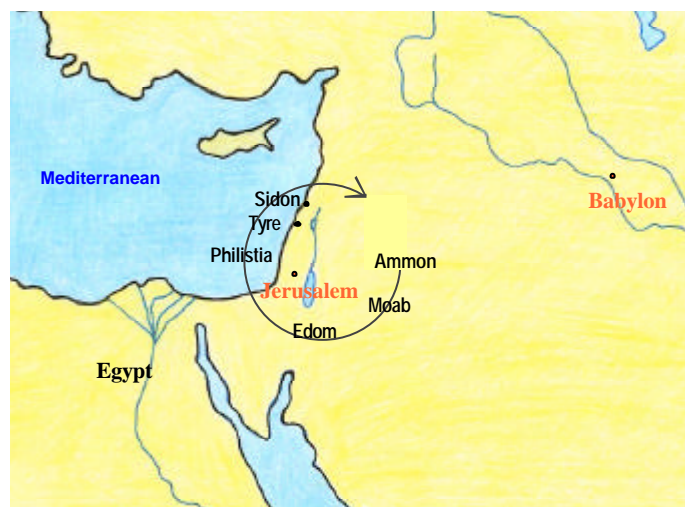 Mediterranean
Sidon
Babylon
Tyre
Philistia
Ammon
Jerusalem
Moab
Edom
Egypt